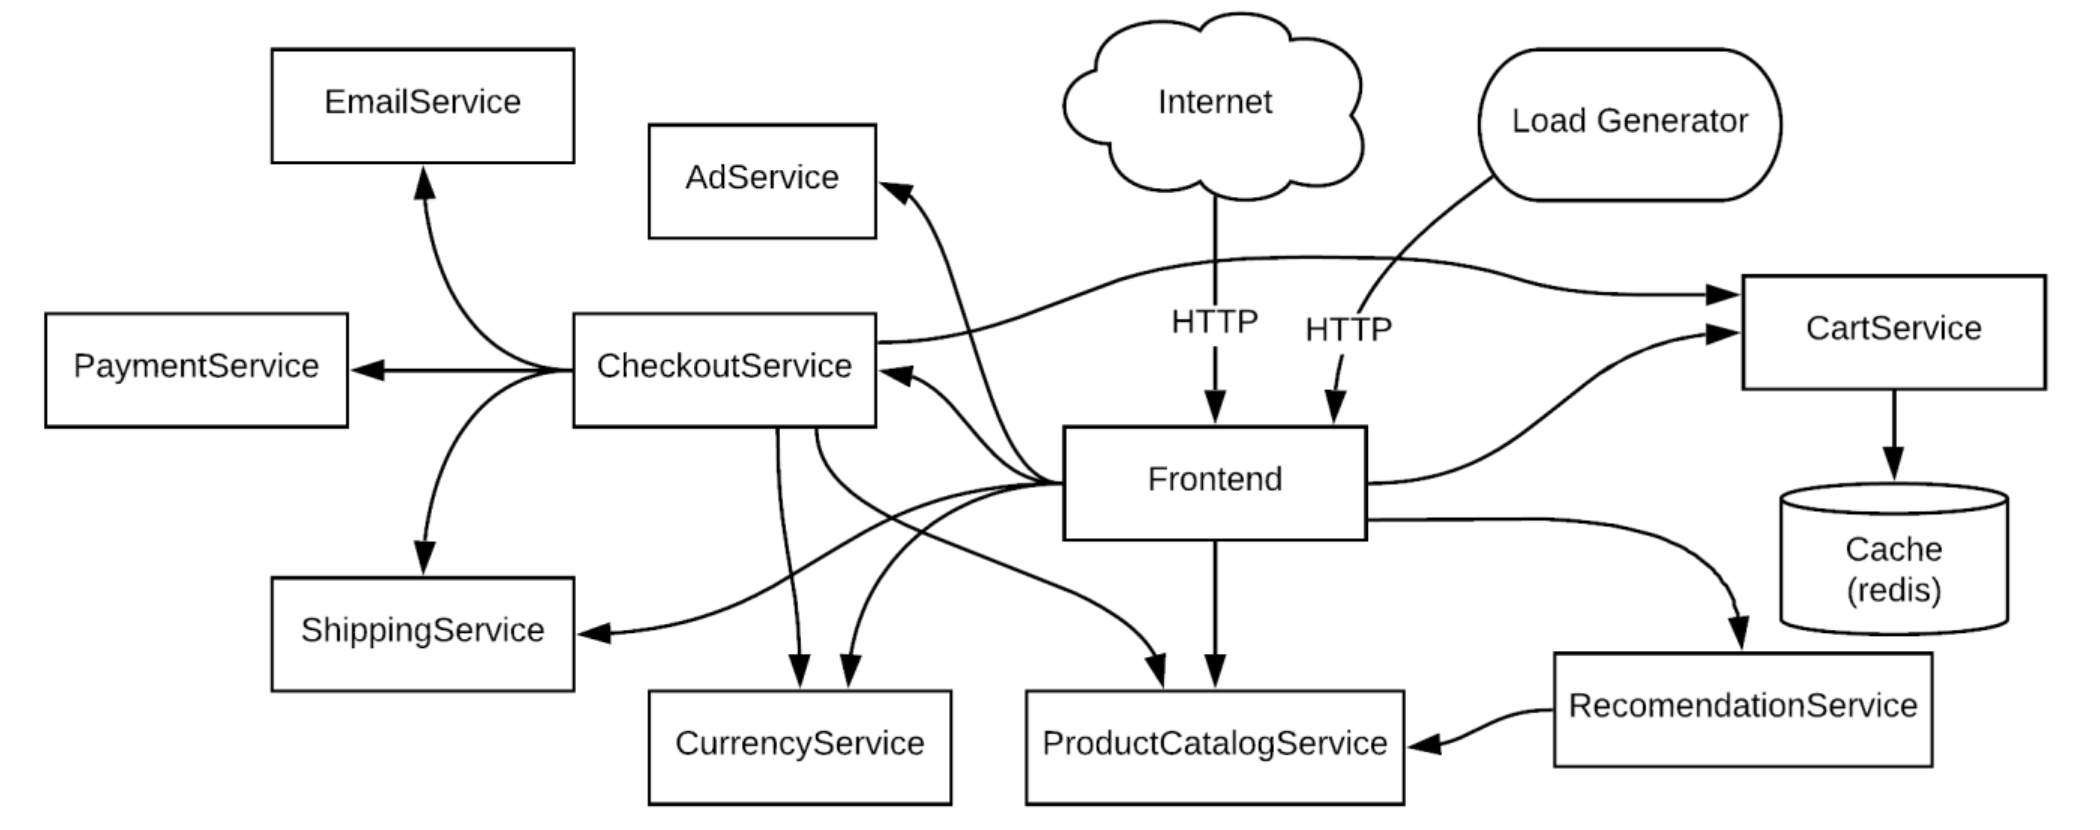 EmailService
AdService
Internet
Load Generator
HTTP
HTTP
PaymentService
CheckoutService
CartService
Frontend
Cache
(redis)
ShippingService
CurrencyService
ProductCatalogService
RecomendationService